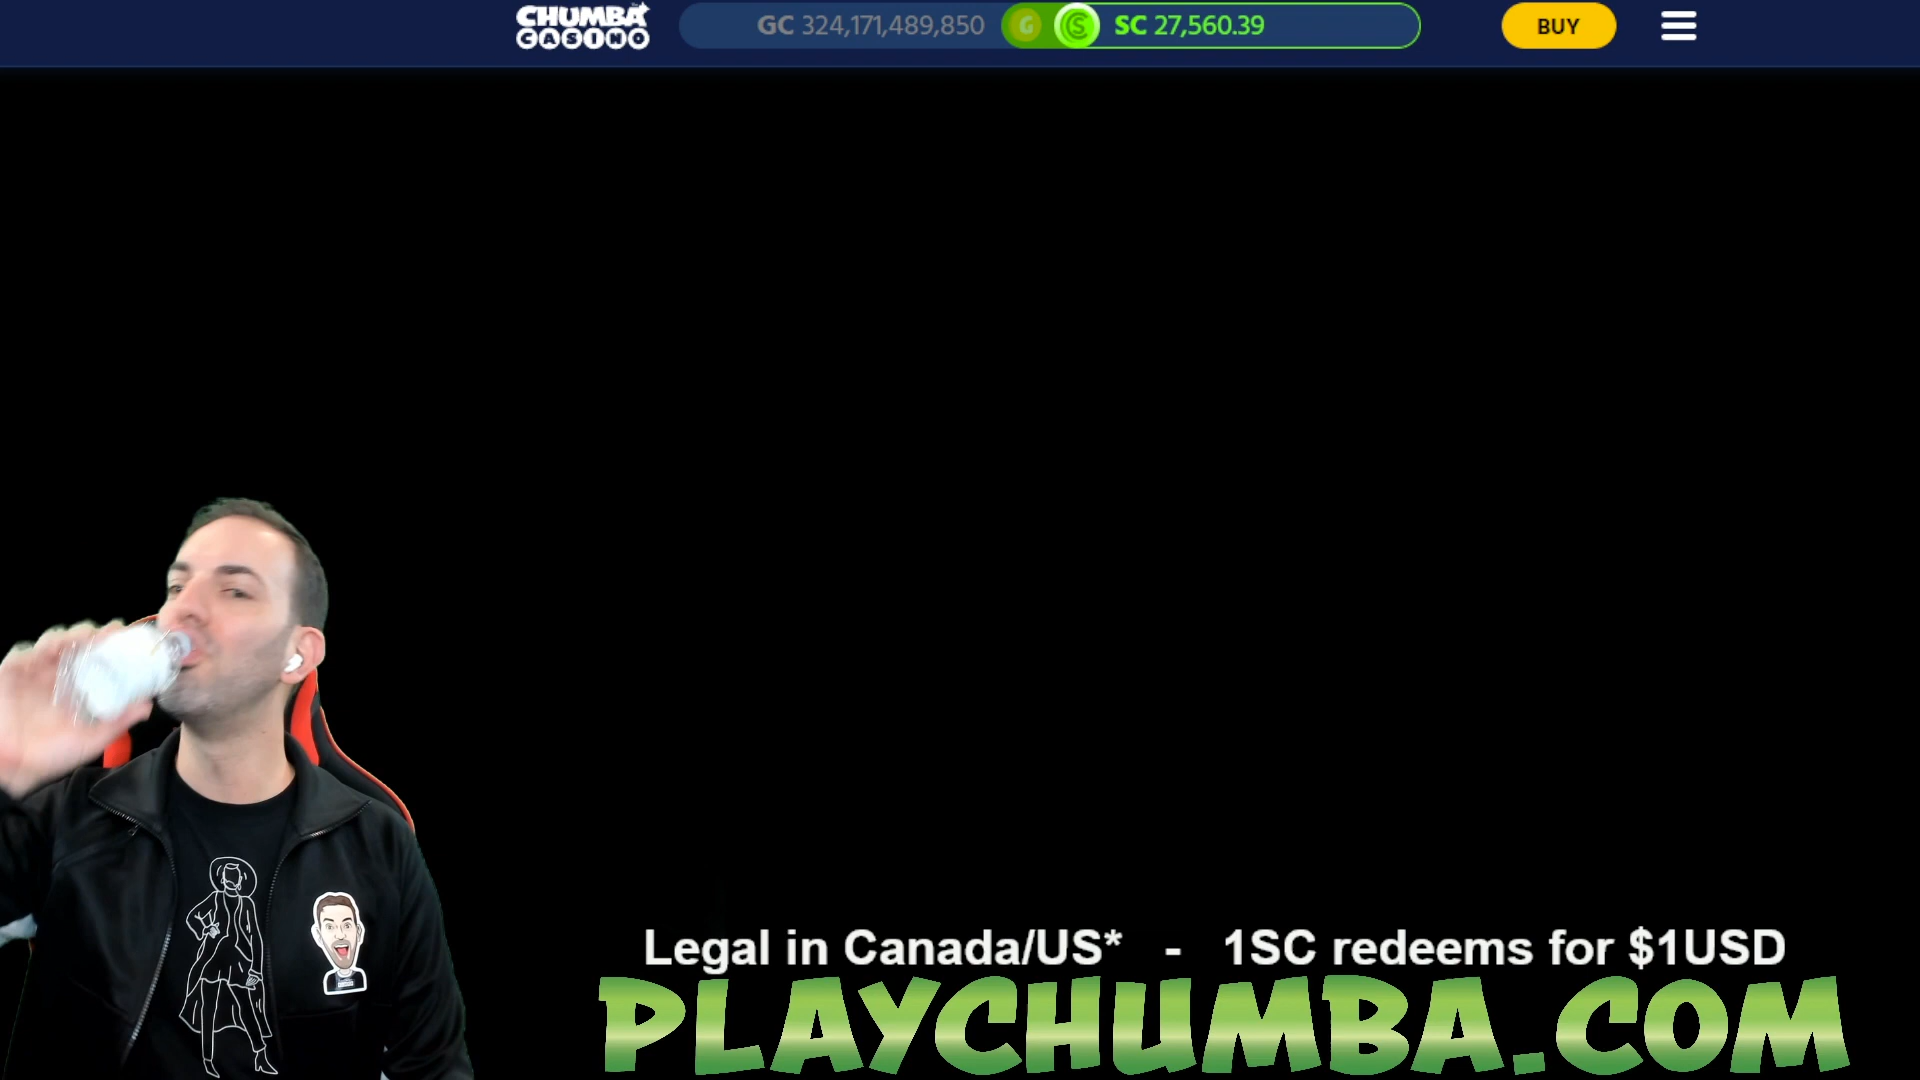 CHUMBA
CASINO
GC 324,171,489,850
G
S
SC 27,560.39
BUY
Legal in Canada/US* - 1SC redeems for $1USD
PLAYCHUMBA.COM